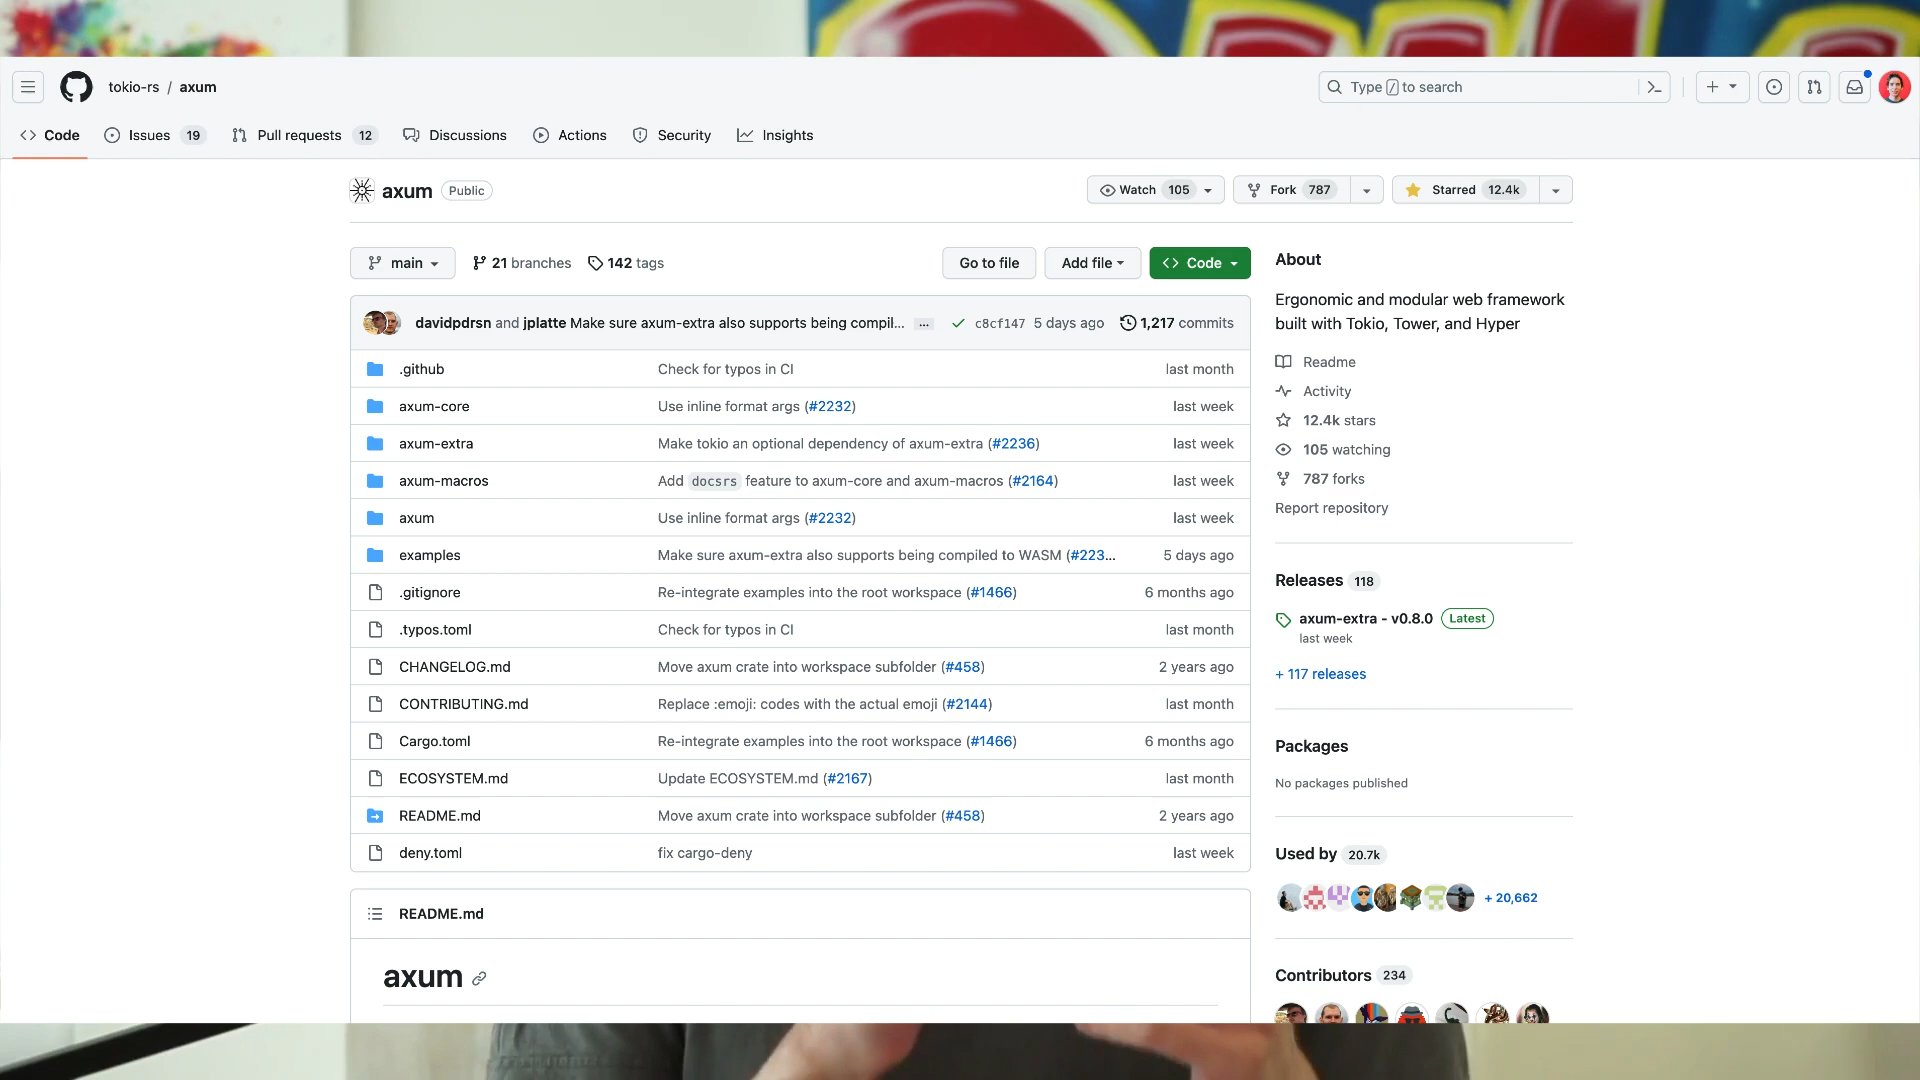 tokio-rs / axum
Type / to search
Code
Issues 19
Pull requests 12
Discussions
Actions
Security
Insights
axum Public
Watch 105
Fork 787
Starred 12.4k
main
21 branches
142 tags
Go to file
Add file
Code
davidpdrsn and jplatte Make sure axum-extra also supports being compil... ... c8cf147 5 days ago 1,217 commits
.github Check for typos in CI last month
axum-core Use inline format args (#2232) last week
axum-extra Make tokio an optional dependency of axum-extra (#2236) last week
axum-macros Add docsrs feature to axum-core and axum-macros (#2164) last week
axum Use inline format args (#2232) last week
examples Make sure axum-extra also supports being compiled to WASM (#223... 5 days ago
.gitignore Re-integrate examples into the root workspace (#1466) 6 months ago
.typos.toml Check for typos in CI last month
CHANGELOG.md Move axum crate into workspace subfolder (#458) 2 years ago
CONTRIBUTING.md Replace :emoji: codes with the actual emoji (#2144) last month
Cargo.toml Re-integrate examples into the root workspace (#1466) 6 months ago
ECOSYSTEM.md Update ECOSYSTEM.md (#2167) last month
README.md Move axum crate into workspace subfolder (#458) 2 years ago
deny.toml fix cargo-deny last week
README.md
axum
About
Ergonomic and modular web framework
built with Tokio, Tower, and Hyper
Readme
Activity
12.4k stars
105 watching
787 forks
Report repository
Releases 118
axum-extra - v0.8.0 Latest
last week
+ 117 releases
Packages
No packages published
Used by 20.7k
+ 20,662
Contributors 234